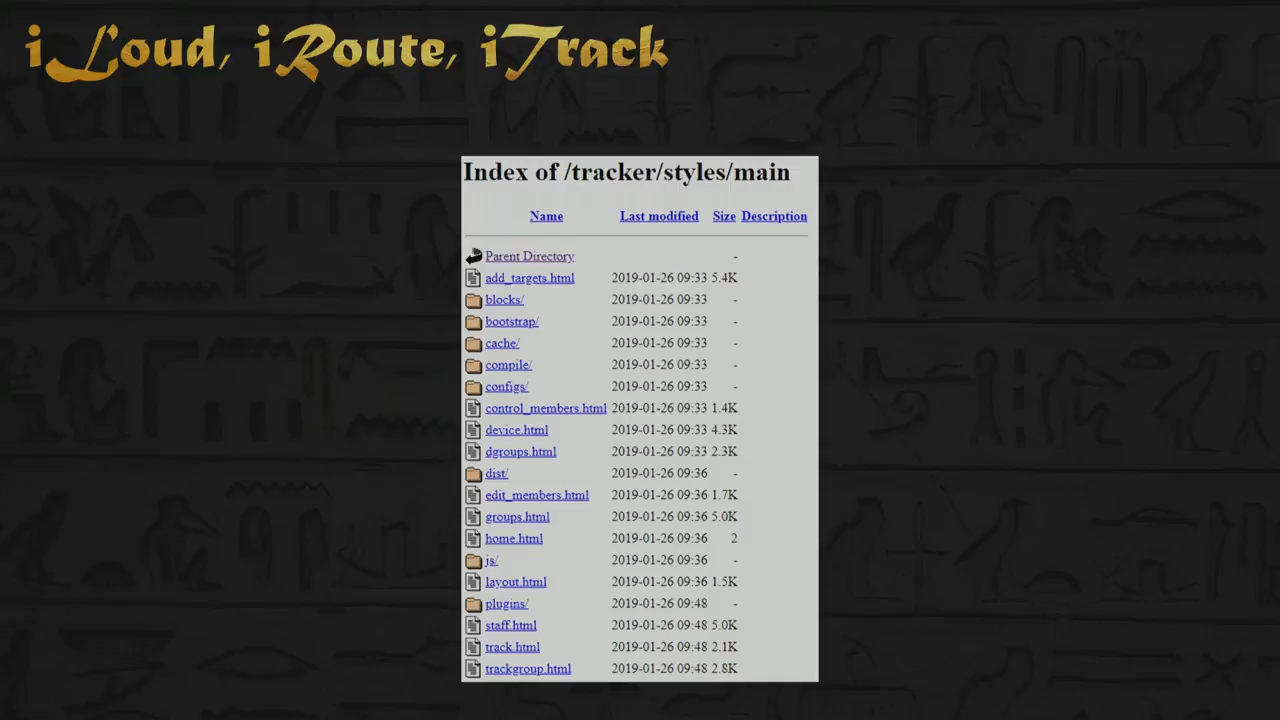 iLoud, iRoute, iTrack
Index of /tracker/styles/main
Name Last modified Size Description
Parent Directory -
add_targets.html 2019-01-26 09:33 5.4K
blocks/ 2019-01-26 09:33 -
bootstrap/ 2019-01-26 09:33 -
cache/ 2019-01-26 09:33 -
compile/ 2019-01-26 09:33 -
configs/ 2019-01-26 09:33 -
control_members.html 2019-01-26 09:33 1.4K
device.html 2019-01-26 09:33 4.3K
dgroups.html 2019-01-26 09:33 2.3K
dist/ 2019-01-26 09:36 -
edit_members.html 2019-01-26 09:36 1.7K
groups.html 2019-01-26 09:36 5.0K
home.html 2019-01-26 09:36 2
js/ 2019-01-26 09:36 -
layout.html 2019-01-26 09:36 1.5K
plugins/ 2019-01-26 09:48 -
staff.html 2019-01-26 09:48 5.0K
track.html 2019-01-26 09:48 2.1K
trackgroup.html 2019-01-26 09:48 2.8K